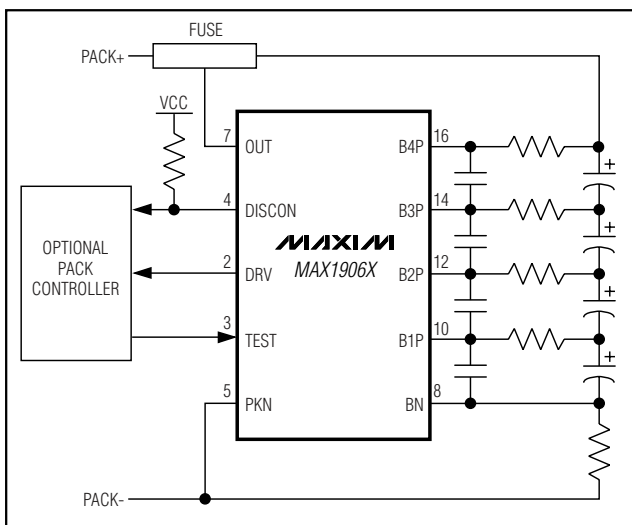 FUSE
PACK+
VCC
7
OUT
B4P
16
4
DISCON
B3P
14
MAXIM
MAX1906X
OPTIONAL
PACK
CONTROLLER
2
DRV
B2P
12
3
TEST
B1P
10
5
PKN
BN
8
PACK-
+
+
+
+